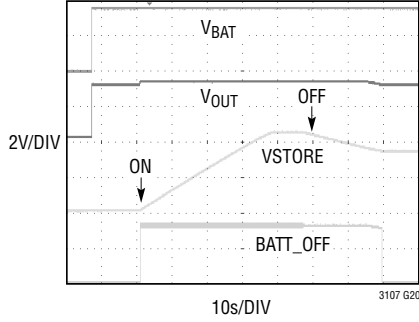 VBAT
VOUT
OFF
2V/DIV
VSTORE
ON
BATT_OFF
3107 G20
10s/DIV